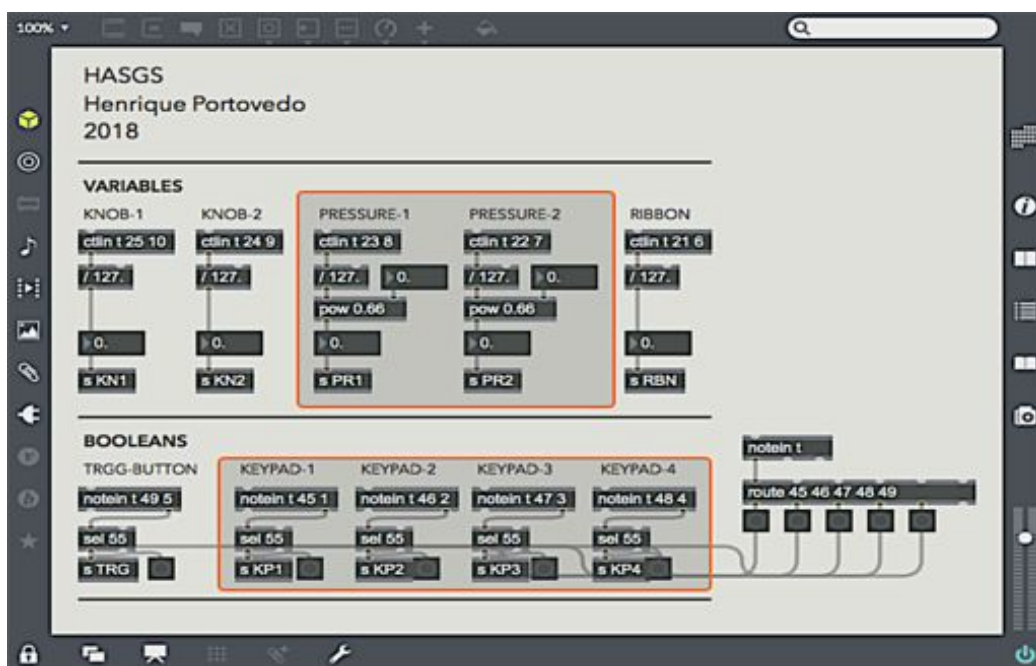 100%
HASGS
Henrique Portovedo
2018
VARIABLES
KNOB-1 KNOB-2 PRESSURE-1 PRESSURE-2 RIBBON
ctlin t 25 10 ctlin t 24 9 ctlin t 23 8 ctlin t 22 7 ctlin t 21 6
/ 127. / 127. / 127. 0. / 127. 0. / 127.
pow 0.66 pow 0.66
0. 0. 0. 0. 0.
s KN1 s KN2 s PR1 s PR2 s RBN
BOOLEANS
TRGG-BUTTON KEYPAD-1 KEYPAD-2 KEYPAD-3 KEYPAD-4
notein t
notein t 49 5 notein t 45 1 notein t 46 2 notein t 47 3 notein t 48 4
route 45 46 47 48 49
sel 55 sel 55 sel 55 sel 55 sel 55
s TRG s KP1 s KP2 s KP3 s KP4